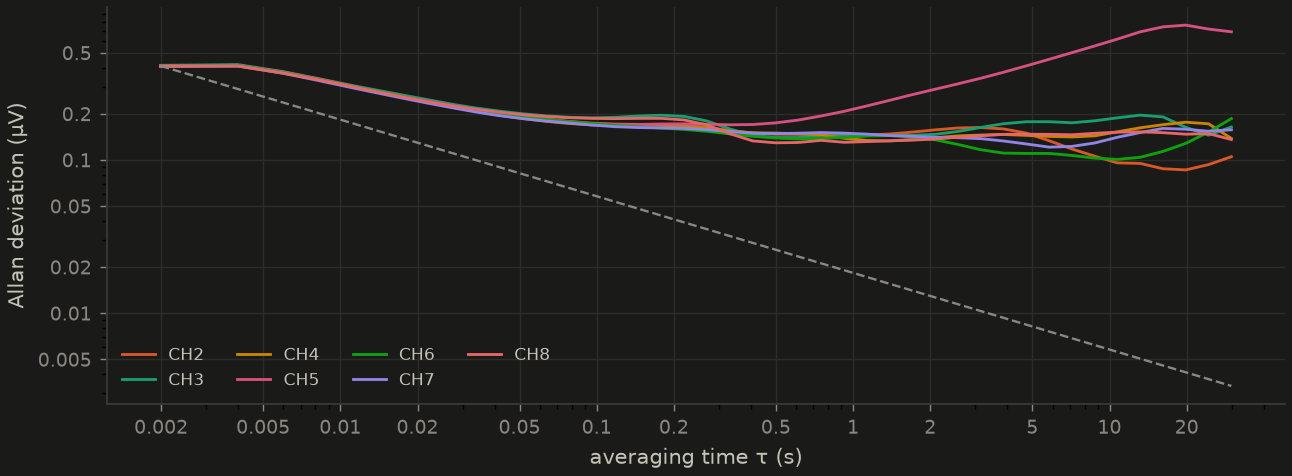 Allan deviation (µV)
0.5
0.2
0.1
0.05
0.02
0.01
0.005
CH2 CH4 CH6 CH8
CH3 CH5 CH7
0.002 0.005 0.01 0.02 0.05 0.1 0.2 0.5 1 2 5 10 20
averaging time τ (s)